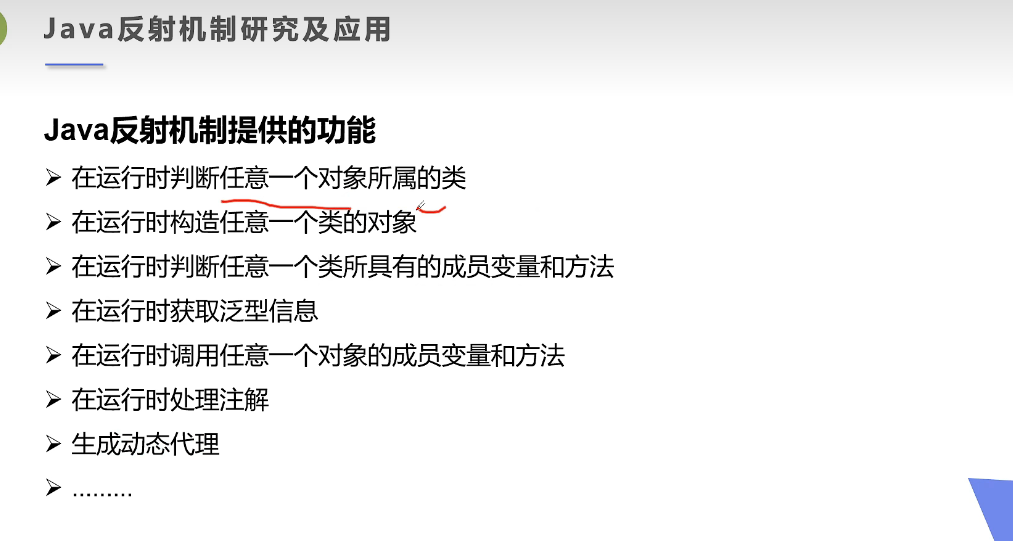 Java反射机制研究及应用
Java反射机制提供的功能
➢ 在运行时判断任意一个对象所属的类
➢ 在运行时构造任意一个类的对象
➢ 在运行时判断任意一个类所具有的成员变量和方法
➢ 在运行时获取泛型信息
➢ 在运行时调用任意一个对象的成员变量和方法
➢ 在运行时处理注解
➢ 生成动态代理
➢ .........